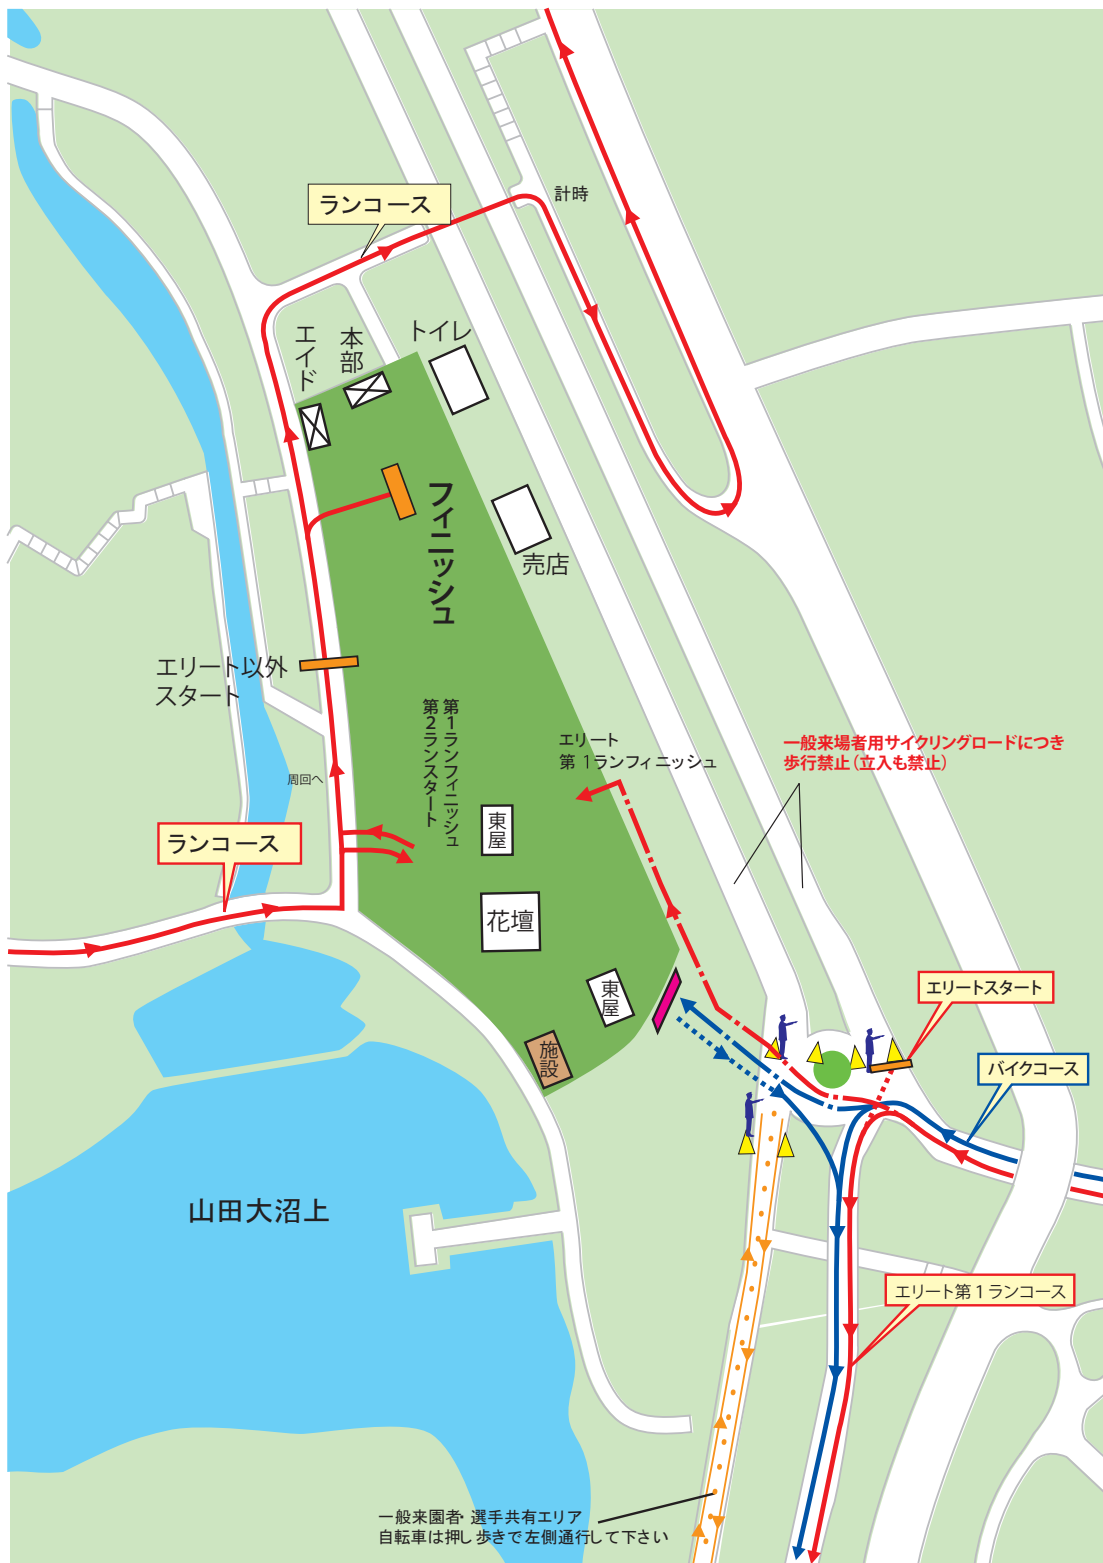 計時
ランコース
エイド
本部
トイレ
フィニッシュ
売店
エリート以外
スタート
第1ランフィニッシュ
第2ランスタート
エリート
第1ランフィニッシュ
一般来場者用サイクリングロードにつき
歩行禁止(立入も禁止)
周回へ
東屋
ランコース
花壇
エリートスタート
東屋
施設
バイクコース
山田大沼上
エリート第1ランコース
一般来園者・選手共有エリア
自転車は押し歩きで左側通行して下さい